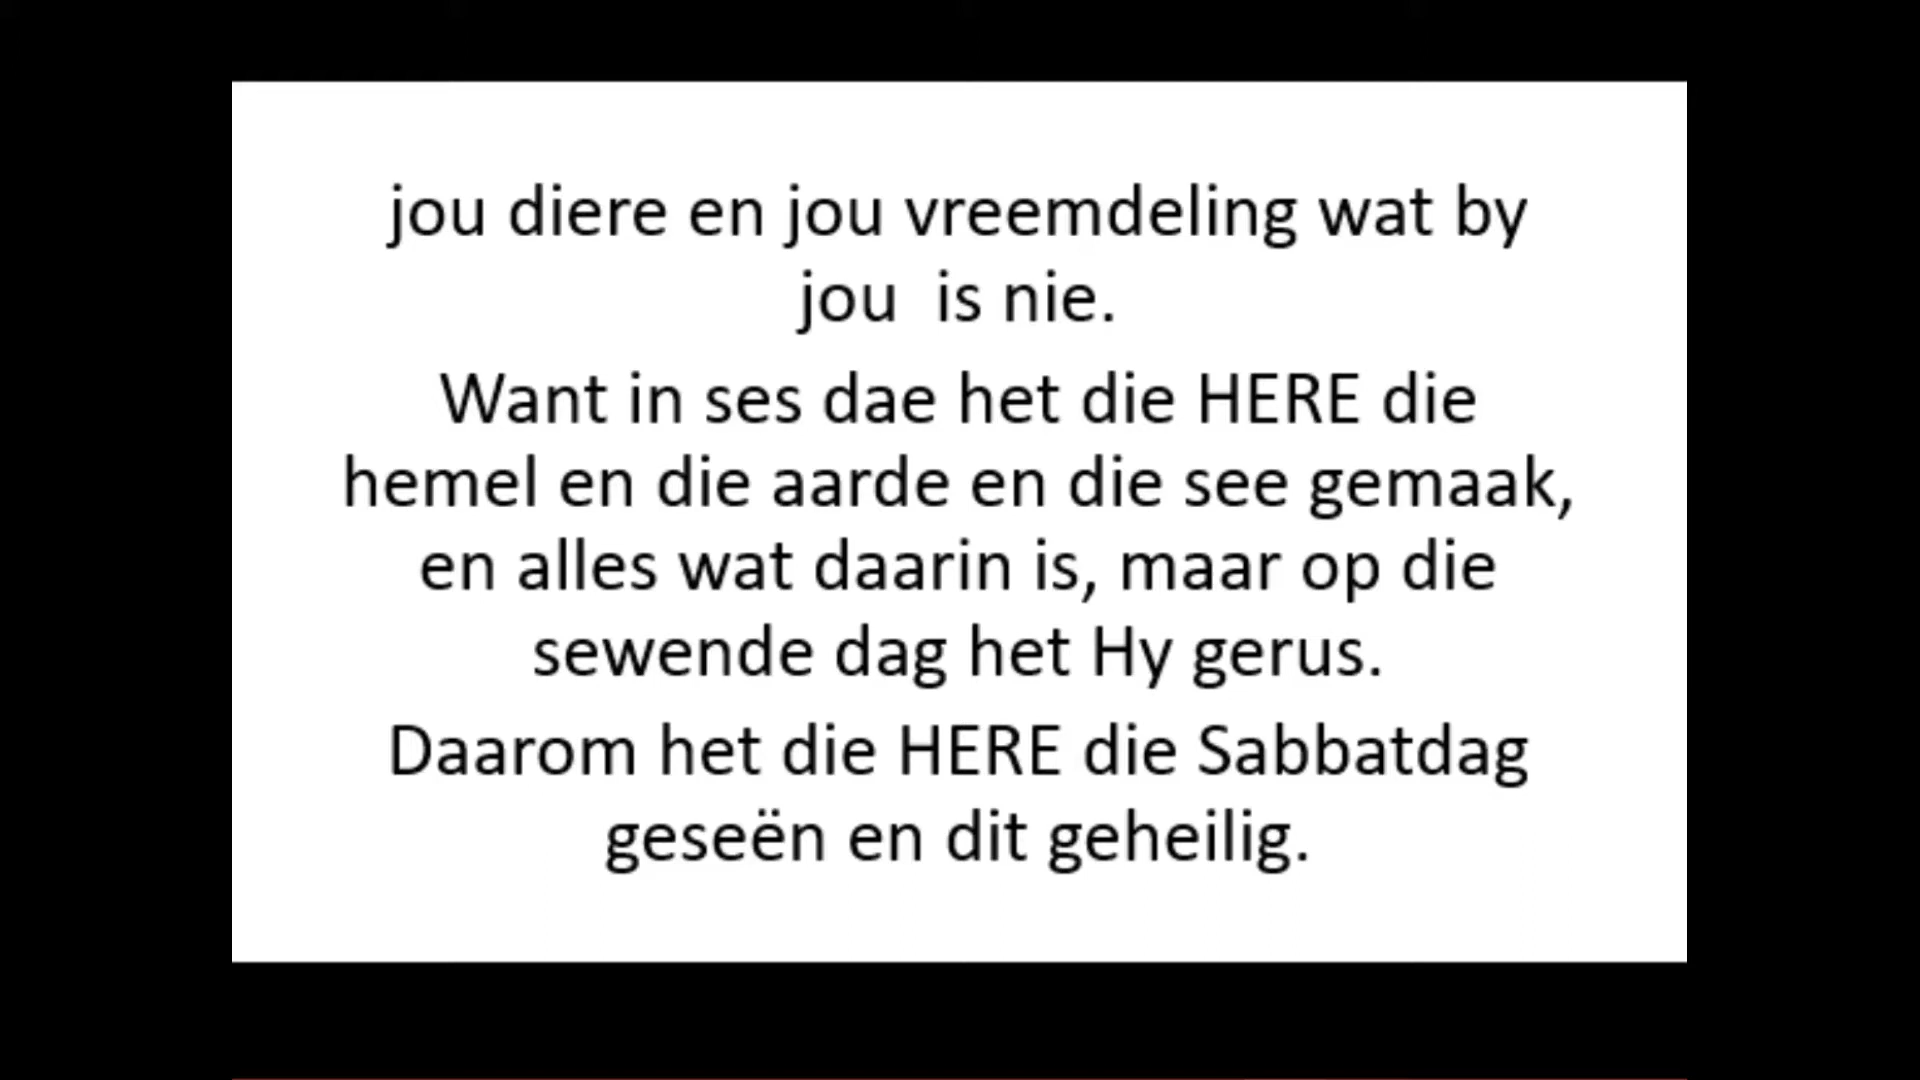 jou diere en jou vreemdeling wat by
jou  is nie.
Want in ses dae het die HERE die
hemel en die aarde en die see gemaak,
en alles wat daarin is, maar op die
sewende dag het Hy gerus.
Daarom het die HERE die Sabbatdag
geseën en dit geheilig.